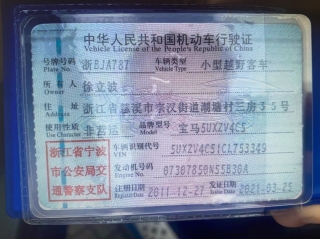 中华人民共和国机动车行驶证
Vehicle License of the People's Republic of China
号牌号码 浙BJA787 车辆类型 小型越野客车
Plate No. Vehicle Type
所有人 徐立波
住址 浙江省慈溪市宗汉街道潮塘村三房35号
使用性质 非营运 品牌型号 宝马5UXZV4C5
Use Character Model
浙江省宁波 车辆识别代号
VIN
市公安局交 发动机号码 07307850N55B30A
Engine No.
通警察支队 注册日期 2011-12-27 发证日期 2021-03-25